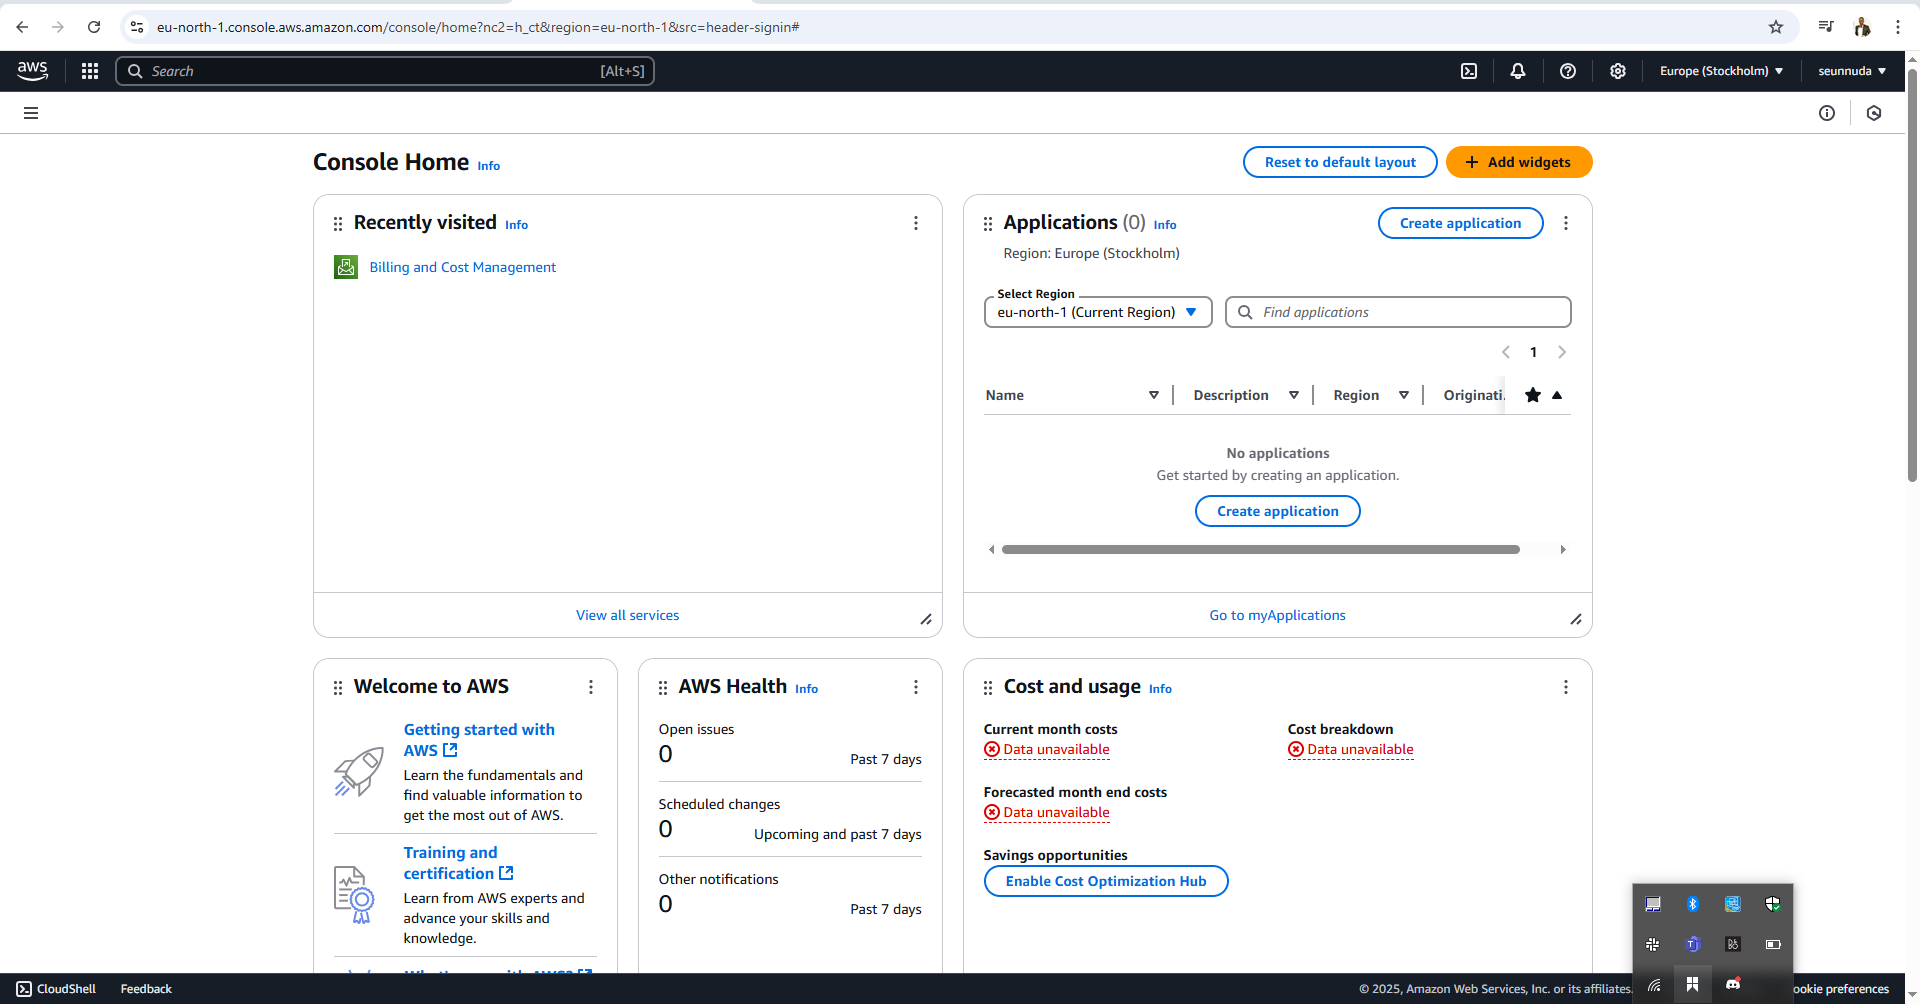 eu-north-1.console.aws.amazon.com/console/home?nc2=h_ct&region=eu-north-1&src=header-signin#
aws
Search [Alt+S]
Europe (Stockholm)
seunnuda
Console Home Info
Reset to default layout
Add widgets
Recently visited Info
Billing and Cost Management
View all services
Applications (0) Info
Create application
Region: Europe (Stockholm)
Select Region
eu-north-1 (Current Region)
Find applications
1
Name Description Region Originati
No applications
Get started by creating an application.
Create application
Go to myApplications
Welcome to AWS
Getting started with
AWS
Learn the fundamentals and
find valuable information to
get the most out of AWS.
Training and
certification
Learn from AWS experts and
advance your skills and
knowledge.
AWS Health Info
Open issues
0 Past 7 days
Scheduled changes
0 Upcoming and past 7 days
Other notifications
0 Past 7 days
Cost and usage Info
Current month costs
Data unavailable
Cost breakdown
Data unavailable
Forecasted month end costs
Data unavailable
Savings opportunities
Enable Cost Optimization Hub
CloudShell
Feedback
© 2025, Amazon Web Services, Inc. or its affiliates.
ookie preferences